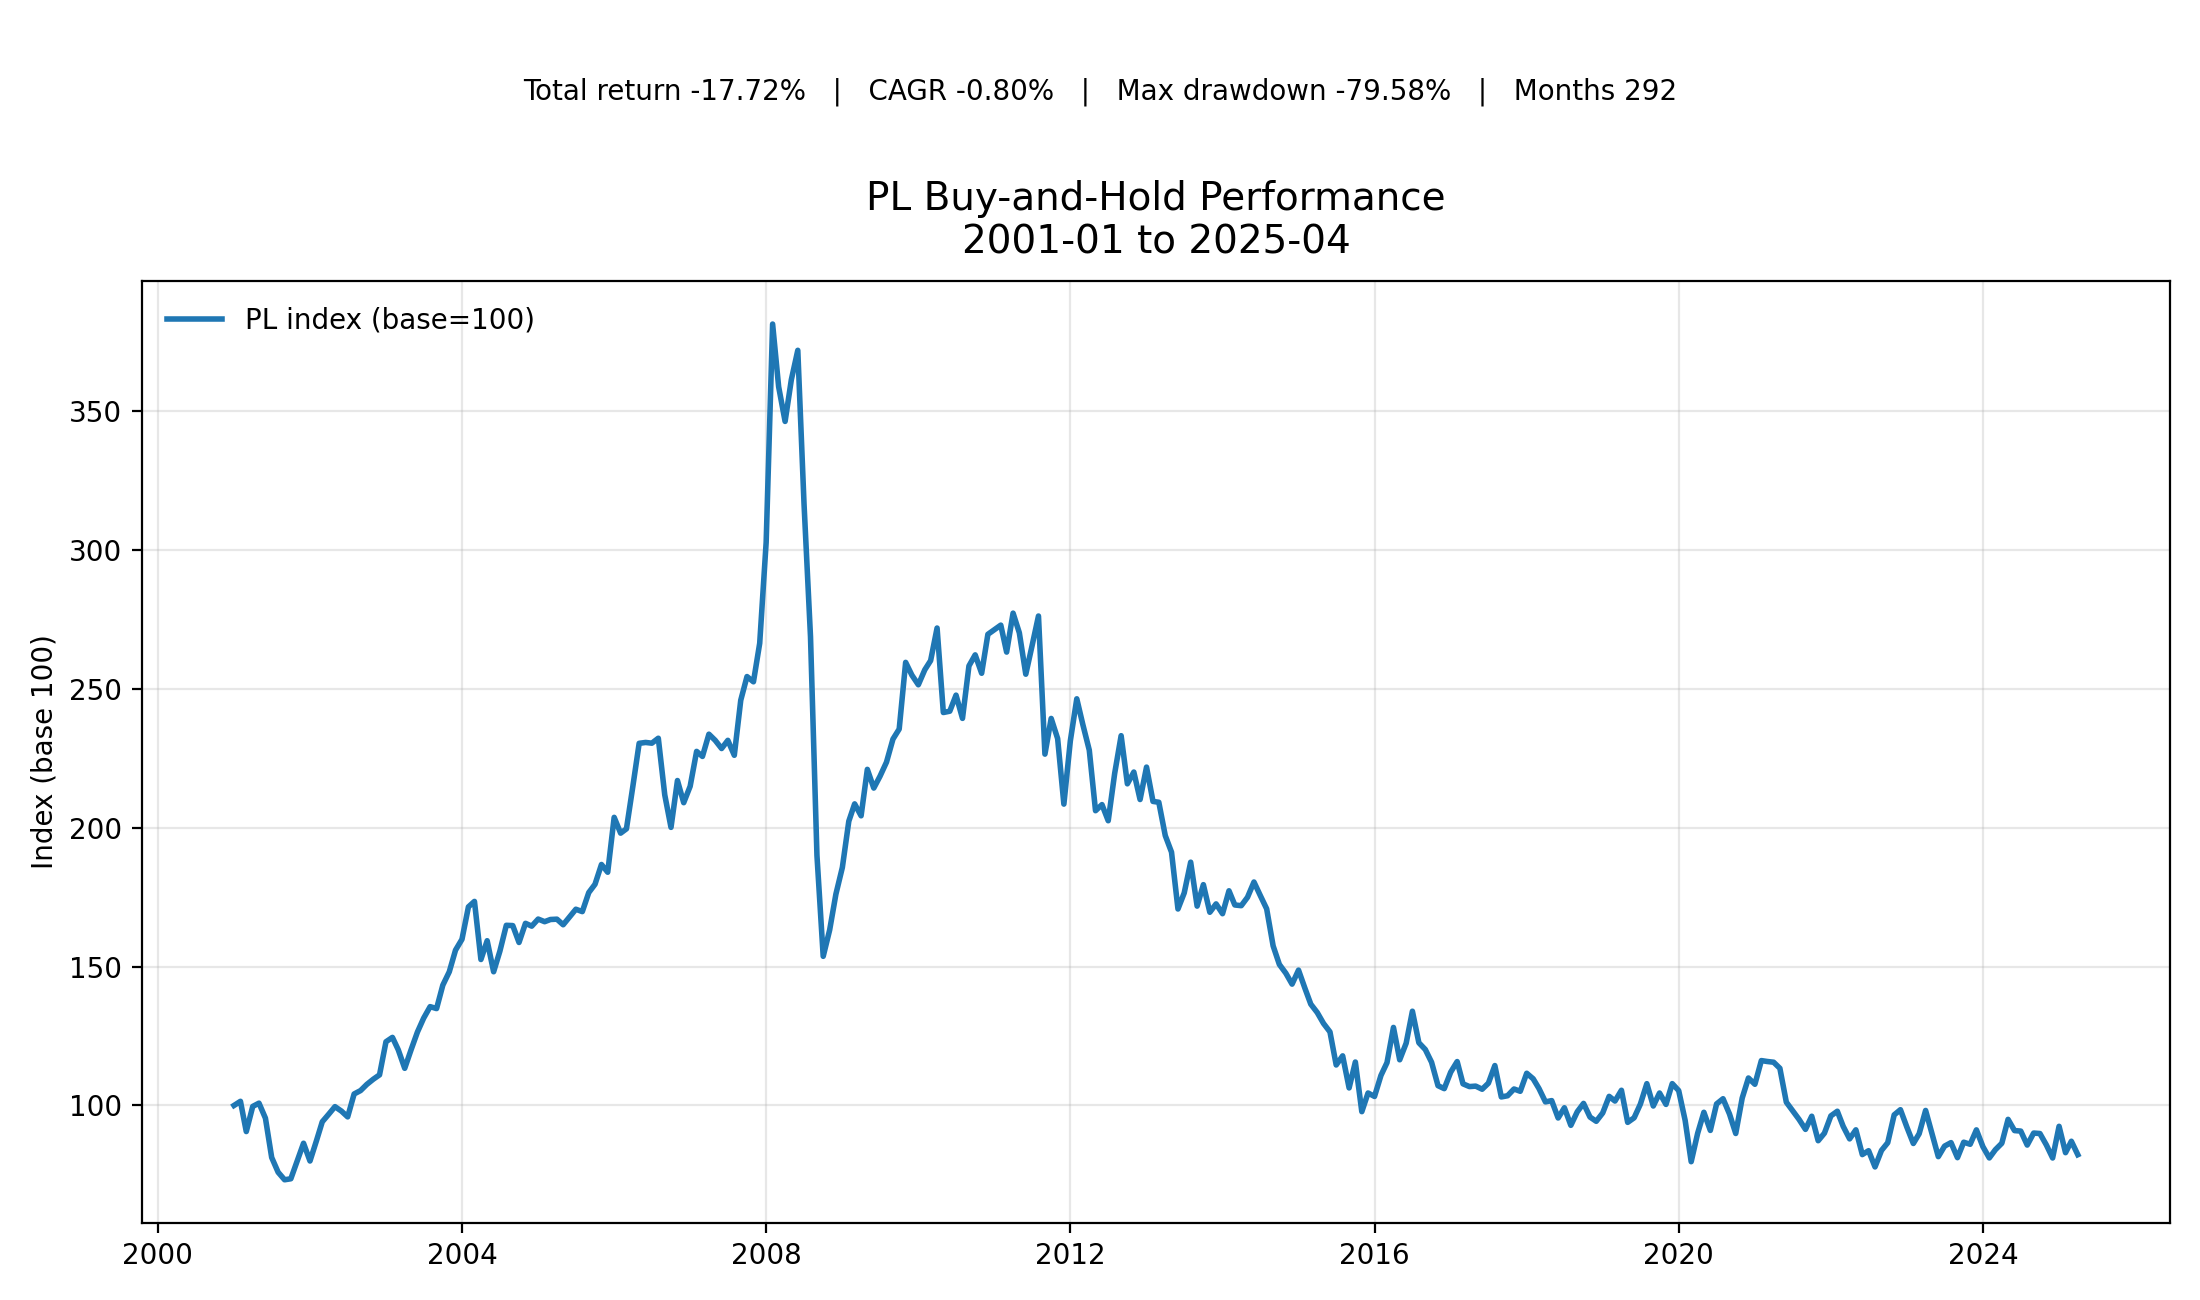 Total return -17.72%   |   CAGR -0.80%   |   Max drawdown -79.58%   |   Months 292
PL Buy-and-Hold Performance
2001-01 to 2025-04
PL index (base=100)
Index (base 100)
350
300
250
200
150
100
2000 2004 2008 2012 2016 2020 2024